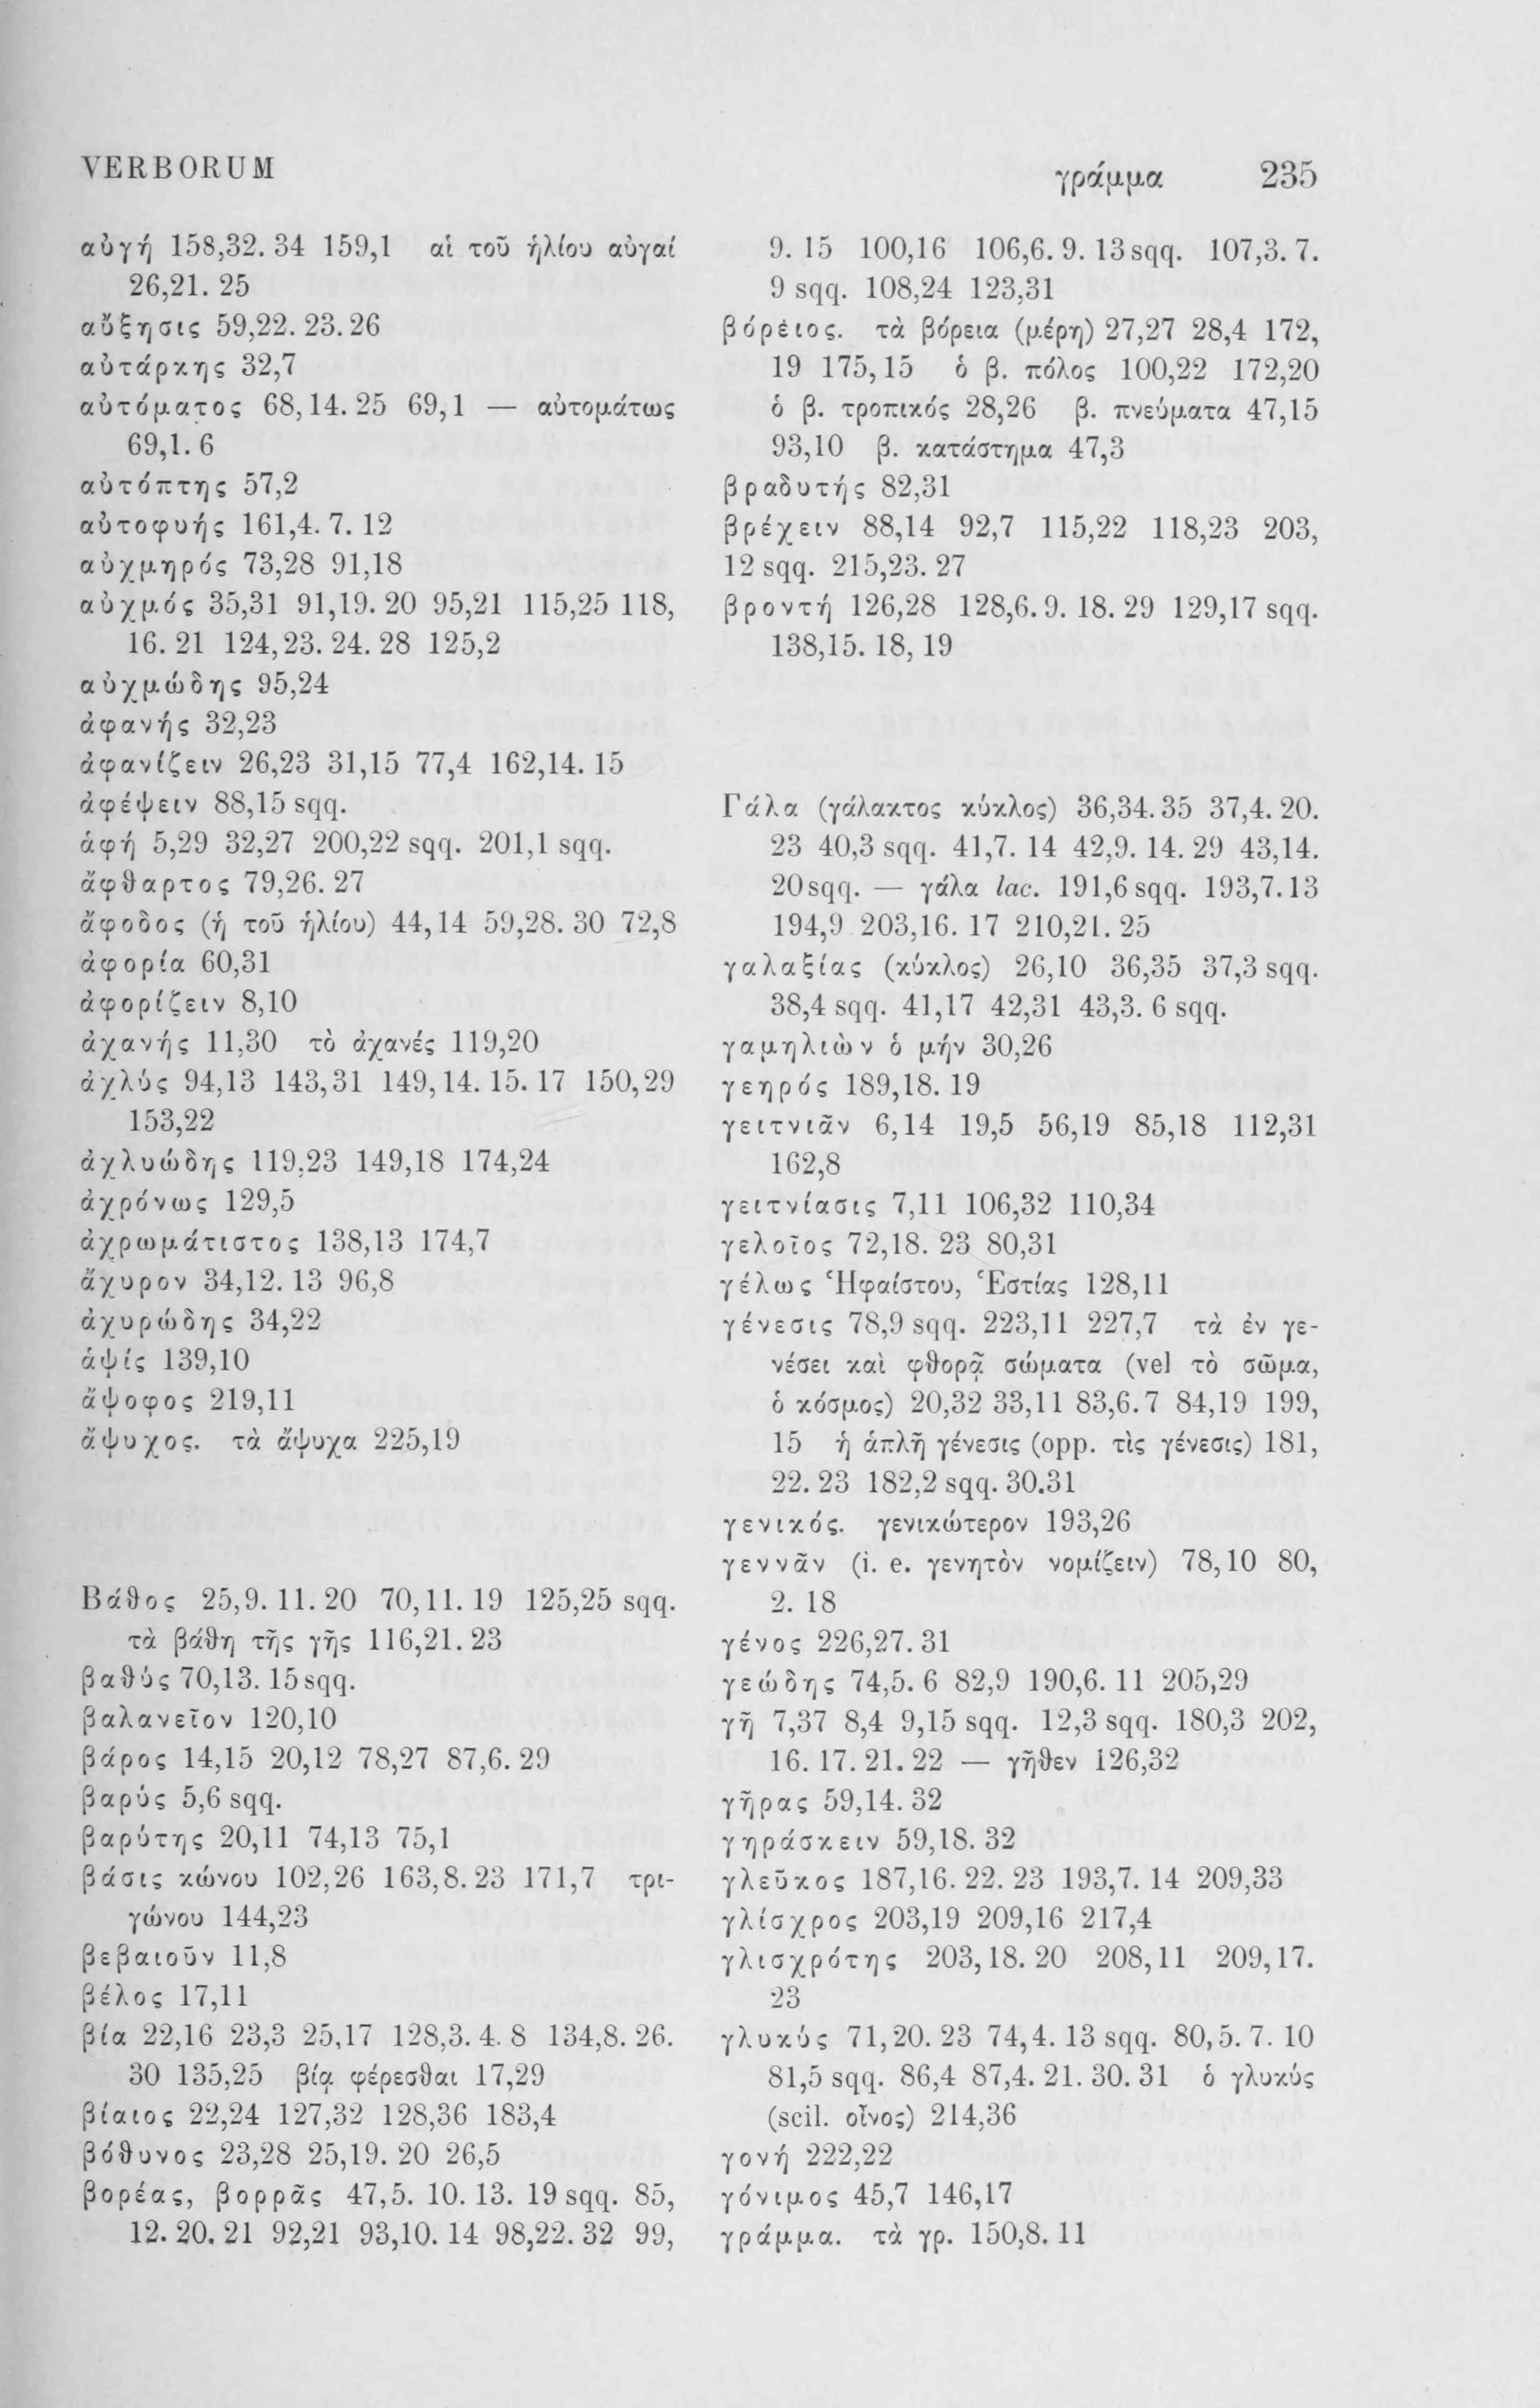 VERBORUM
γράμμα 235
αὐγή 158,32. 34 159,1 αἱ τοῦ ἡλίου αὐγαί
26,21. 25
αὔξησις 59,22. 23. 26
αὐτάρκης 32,7
αὐτόματος 68,14. 25 69,1 — αὐτομάτως
69,1. 6
αὐτόπτης 57,2
αὐτοφυής 161,4. 7. 12
αὐχμηρός 73,28 91,18
αὐχμός 35,31 91,19. 20 95,21 115,25 118,
16. 21 124,23. 24. 28 125,2
αὐχμώδης 95,24
ἀφανής 32,23
ἀφανίζειν 26,23 31,15 77,4 162,14. 15
ἀφέψειν 88,15 sqq.
ἁφή 5,29 32,27 200,22 sqq. 201,1 sqq.
ἄφθαρτος 79,26. 27
ἄφοδος (ἡ τοῦ ἡλίου) 44,14 59,28. 30 72,8
ἀφορία 60,31
ἀφορίζειν 8,10
ἀχανής 11,30 τὸ ἀχανές 119,20
ἀχλύς 94,13 143,31 149,14. 15. 17 150,29
153,22
ἀχλυώδης 119,23 149,18 174,24
ἀχρόνως 129,5
ἀχρωμάτιστος 138,13 174,7
ἄχυρον 34,12. 13 96,8
ἀχυρώδης 34,22
ἁψίς 139,10
ἄψοφος 219,11
ἄψυχος. τὰ ἄψυχα 225,19
Βάθος 25,9. 11. 20 70,11. 19 125,25 sqq.
τὰ βάθη τῆς γῆς 116,21. 23
βαθύς 70,13. 15 sqq.
βαλανεῖον 120,10
βάρος 14,15 20,12 78,27 87,6. 29
βαρύς 5,6 sqq.
βαρύτης 20,11 74,13 75,1
βάσις κώνου 102,26 163,8. 23 171,7 τρι-
γώνου 144,23
βεβαιοῦν 11,8
βέλος 17,11
βία 22,16 23,3 25,17 128,3. 4. 8 134,8. 26.
30 135,25 βίᾳ φέρεσθαι 17,29
βίαιος 22,24 127,32 128,36 183,4
βόθυνος 23,28 25,19. 20 26,5
βορέας, βορρᾶς 47,5. 10. 13. 19 sqq. 85,
12. 20. 21 92,21 93,10. 14 98,22. 32 99,
9. 15 100,16 106,6. 9. 13 sqq. 107,3. 7.
9 sqq. 108,24 123,31
βόρειος. τὰ βόρεια (μέρη) 27,27 28,4 172,
19 175,15 ὁ β. πόλος 100,22 172,20
ὁ β. τροπικός 28,26 β. πνεύματα 47,15
93,10 β. κατάστημα 47,3
βραδυτής 82,31
βρέχειν 88,14 92,7 115,22 118,23 203,
12 sqq. 215,23. 27
βροντή 126,28 128,6. 9. 18. 29 129,17 sqq.
138,15. 18, 19
Γάλα (γάλακτος κύκλος) 36,34. 35 37,4. 20.
23 40,3 sqq. 41,7. 14 42,9. 14. 29 43,14.
20 sqq. — γάλα lac. 191,6 sqq. 193,7. 13
194,9 203,16. 17 210,21. 25
γαλαξίας (κύκλος) 26,10 36,35 37,3 sqq.
38,4 sqq. 41,17 42,31 43,3. 6 sqq.
γαμηλιὼν ὁ μήν 30,26
γεηρός 189,18. 19
γειτνιᾶν 6,14 19,5 56,19 85,18 112,31
162,8
γειτνίασις 7,11 106,32 110,34
γελοῖος 72,18. 23 80,31
γέλως Ἡφαίστου, Ἑστίας 128,11
γένεσις 78,9 sqq. 223,11 227,7 τὰ ἐν γε-
νέσει καὶ φθορᾷ σώματα (vel τὸ σῶμα,
ὁ κόσμος) 20,32 33,11 83,6. 7 84,19 199,
15 ἡ ἁπλῆ γένεσις (opp. τὶς γένεσις) 181,
22. 23 182,2 sqq. 30.31
γενικός. γενικώτερον 193,26
γεννᾶν (i. e. γενητὸν νομίζειν) 78,10 80,
2. 18
γένος 226,27. 31
γεώδης 74,5. 6 82,9 190,6. 11 205,29
γῆ 7,37 8,4 9,15 sqq. 12,3 sqq. 180,3 202,
16. 17. 21. 22 — γῆθεν 126,32
γῆρας 59,14. 32
γηράσκειν 59,18. 32
γλεῦκος 187,16. 22. 23 193,7. 14 209,33
γλίσχρος 203,19 209,16 217,4
γλισχρότης 203,18. 20 208,11 209,17.
23
γλυκύς 71,20. 23 74,4. 13 sqq. 80,5. 7. 10
81,5 sqq. 86,4 87,4. 21. 30. 31 ὁ γλυκύς
(scil. οἶνος) 214,36
γονή 222,22
γόνιμος 45,7 146,17
γράμμα. τὰ γρ. 150,8. 11